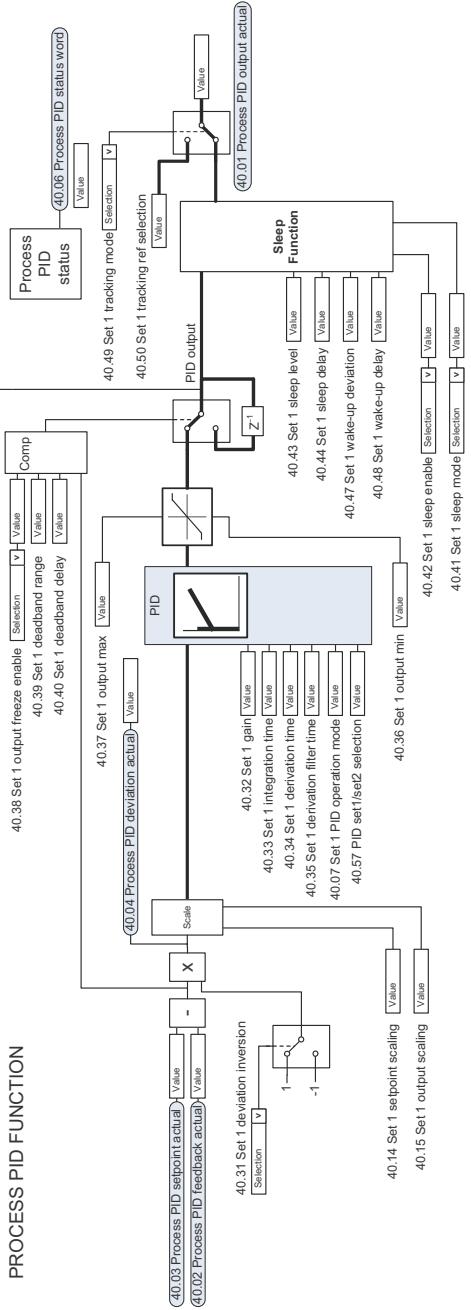 PROCESS PID FUNCTION
40.03 Process PID setpoint actual Value
40.02 Process PID feedback actual Value
-
X
40.04 Process PID deviation actual Value
40.31 Set 1 deviation inversion
Selection v
1
-1
Scale
40.14 Set 1 setpoint scaling Value
40.15 Set 1 output scaling Value
PID
40.32 Set 1 gain Value
40.33 Set 1 integration time Value
40.34 Set 1 derivation time Value
40.35 Set 1 derivation filter time Value
40.07 Set 1 PID operation mode Value
40.57 PID set1/set2 selection Value
40.37 Set 1 output max
Value
40.36 Set 1 output min Value
40.38 Set 1 output freeze enable Selection v Value
40.39 Set 1 deadband range Value
40.40 Set 1 deadband delay Value
Comp
Z-1
PID output
40.43 Set 1 sleep level Value
40.44 Set 1 sleep delay Value
40.47 Set 1 wake-up deviation Value
40.48 Set 1 wake-up delay Value
Sleep
Function
40.42 Set 1 sleep enable Selection v Value
40.41 Set 1 sleep mode Selection v Value
Process
PID
status
40.06 Process PID status word
Value
40.49 Set 1 tracking mode Selection v
40.50 Set 1 tracking ref selection
Value
Value
40.01 Process PID output actual